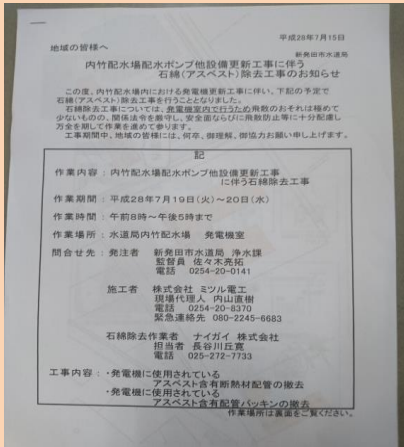 平成28年7月15日
地域の皆様へ
新発田市水道局
内竹配水場配水ポンプ他設備更新工事に伴う
石綿(アスベスト)除去工事のお知らせ
この度、内竹配水場内における発電機更新工事に伴い、下記の予定で
石綿(アスベスト)除去工事を行うこととなりました。
石綿除去工事については、発電機室内で行うため飛散のおそれは極めて
少ないものの、関係法令を厳守し、安全面ならびに飛散防止等に十分配慮し
万全を期して作業を進めて参ります。
工事期間中、地域の皆様には、何卒、御理解、御協力お願い申し上げます。
記
作業内容:内竹配水場配水ポンプ他設備更新工事
に伴う石綿除去工事
作業期間:平成28年7月19日(火)~20日(水)
作業時間:午前8時~午後5時まで
作業場所:水道局内竹配水場 発電機室
問合せ先:発注者 新発田市水道局 浄水課
監督員 佐々木亮拓
電話 0254-20-0141
施工者 株式会社 ミツル電工
現場代理人 内山直樹
電話 0254-20-8370
緊急連絡先 080-2245-6683
石綿除去作業者 ナイガイ 株式会社
担当者 長谷川丘寛
電話 025-272-7733
工事内容:・発電機に使用されている
アスベスト含有断熱材配管の撤去
・発電機に使用されている
アスベスト含有配管パッキンの撤去
作業場所は裏面をご覧ください。